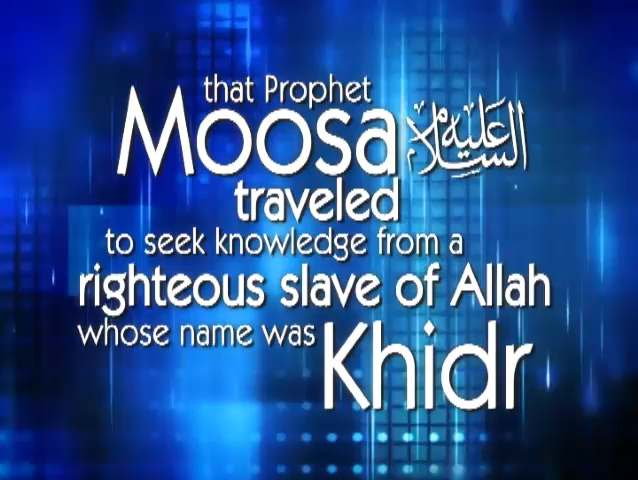 that Prophet
Moosa عليه السلام
traveled
to seek knowledge from a
righteous slave of Allah
whose name was Khidr